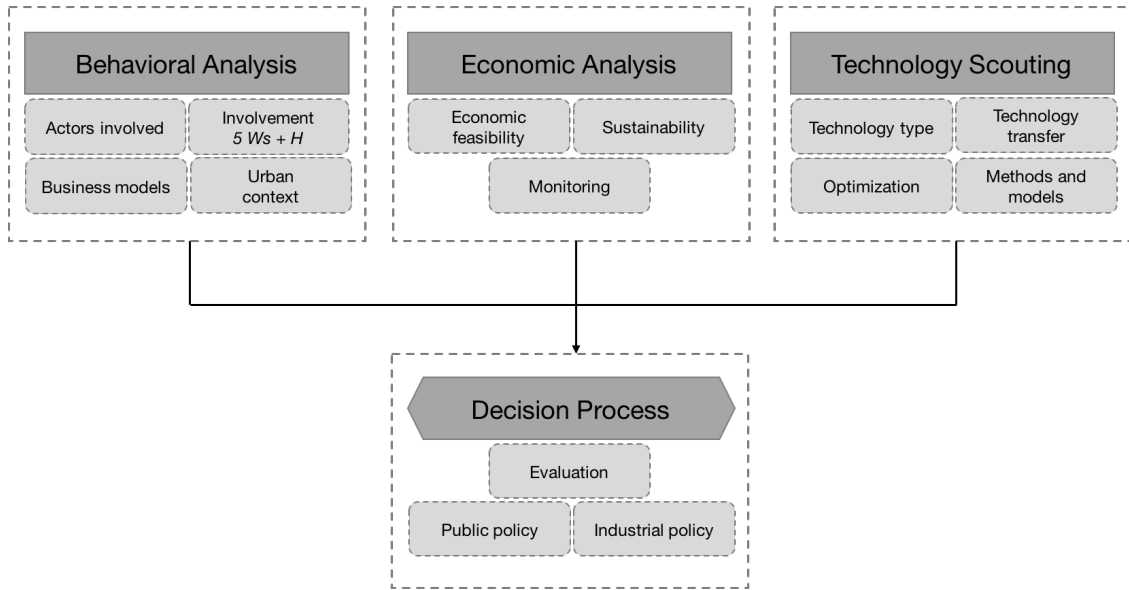 Behavioral Analysis
Actors involved
Involvement
5 Ws + H
Business models
Urban
context
Economic Analysis
Economic
feasibility
Sustainability
Monitoring
Technology Scouting
Technology type
Technology
transfer
Optimization
Methods and
models
Decision Process
Evaluation
Public policy
Industrial policy